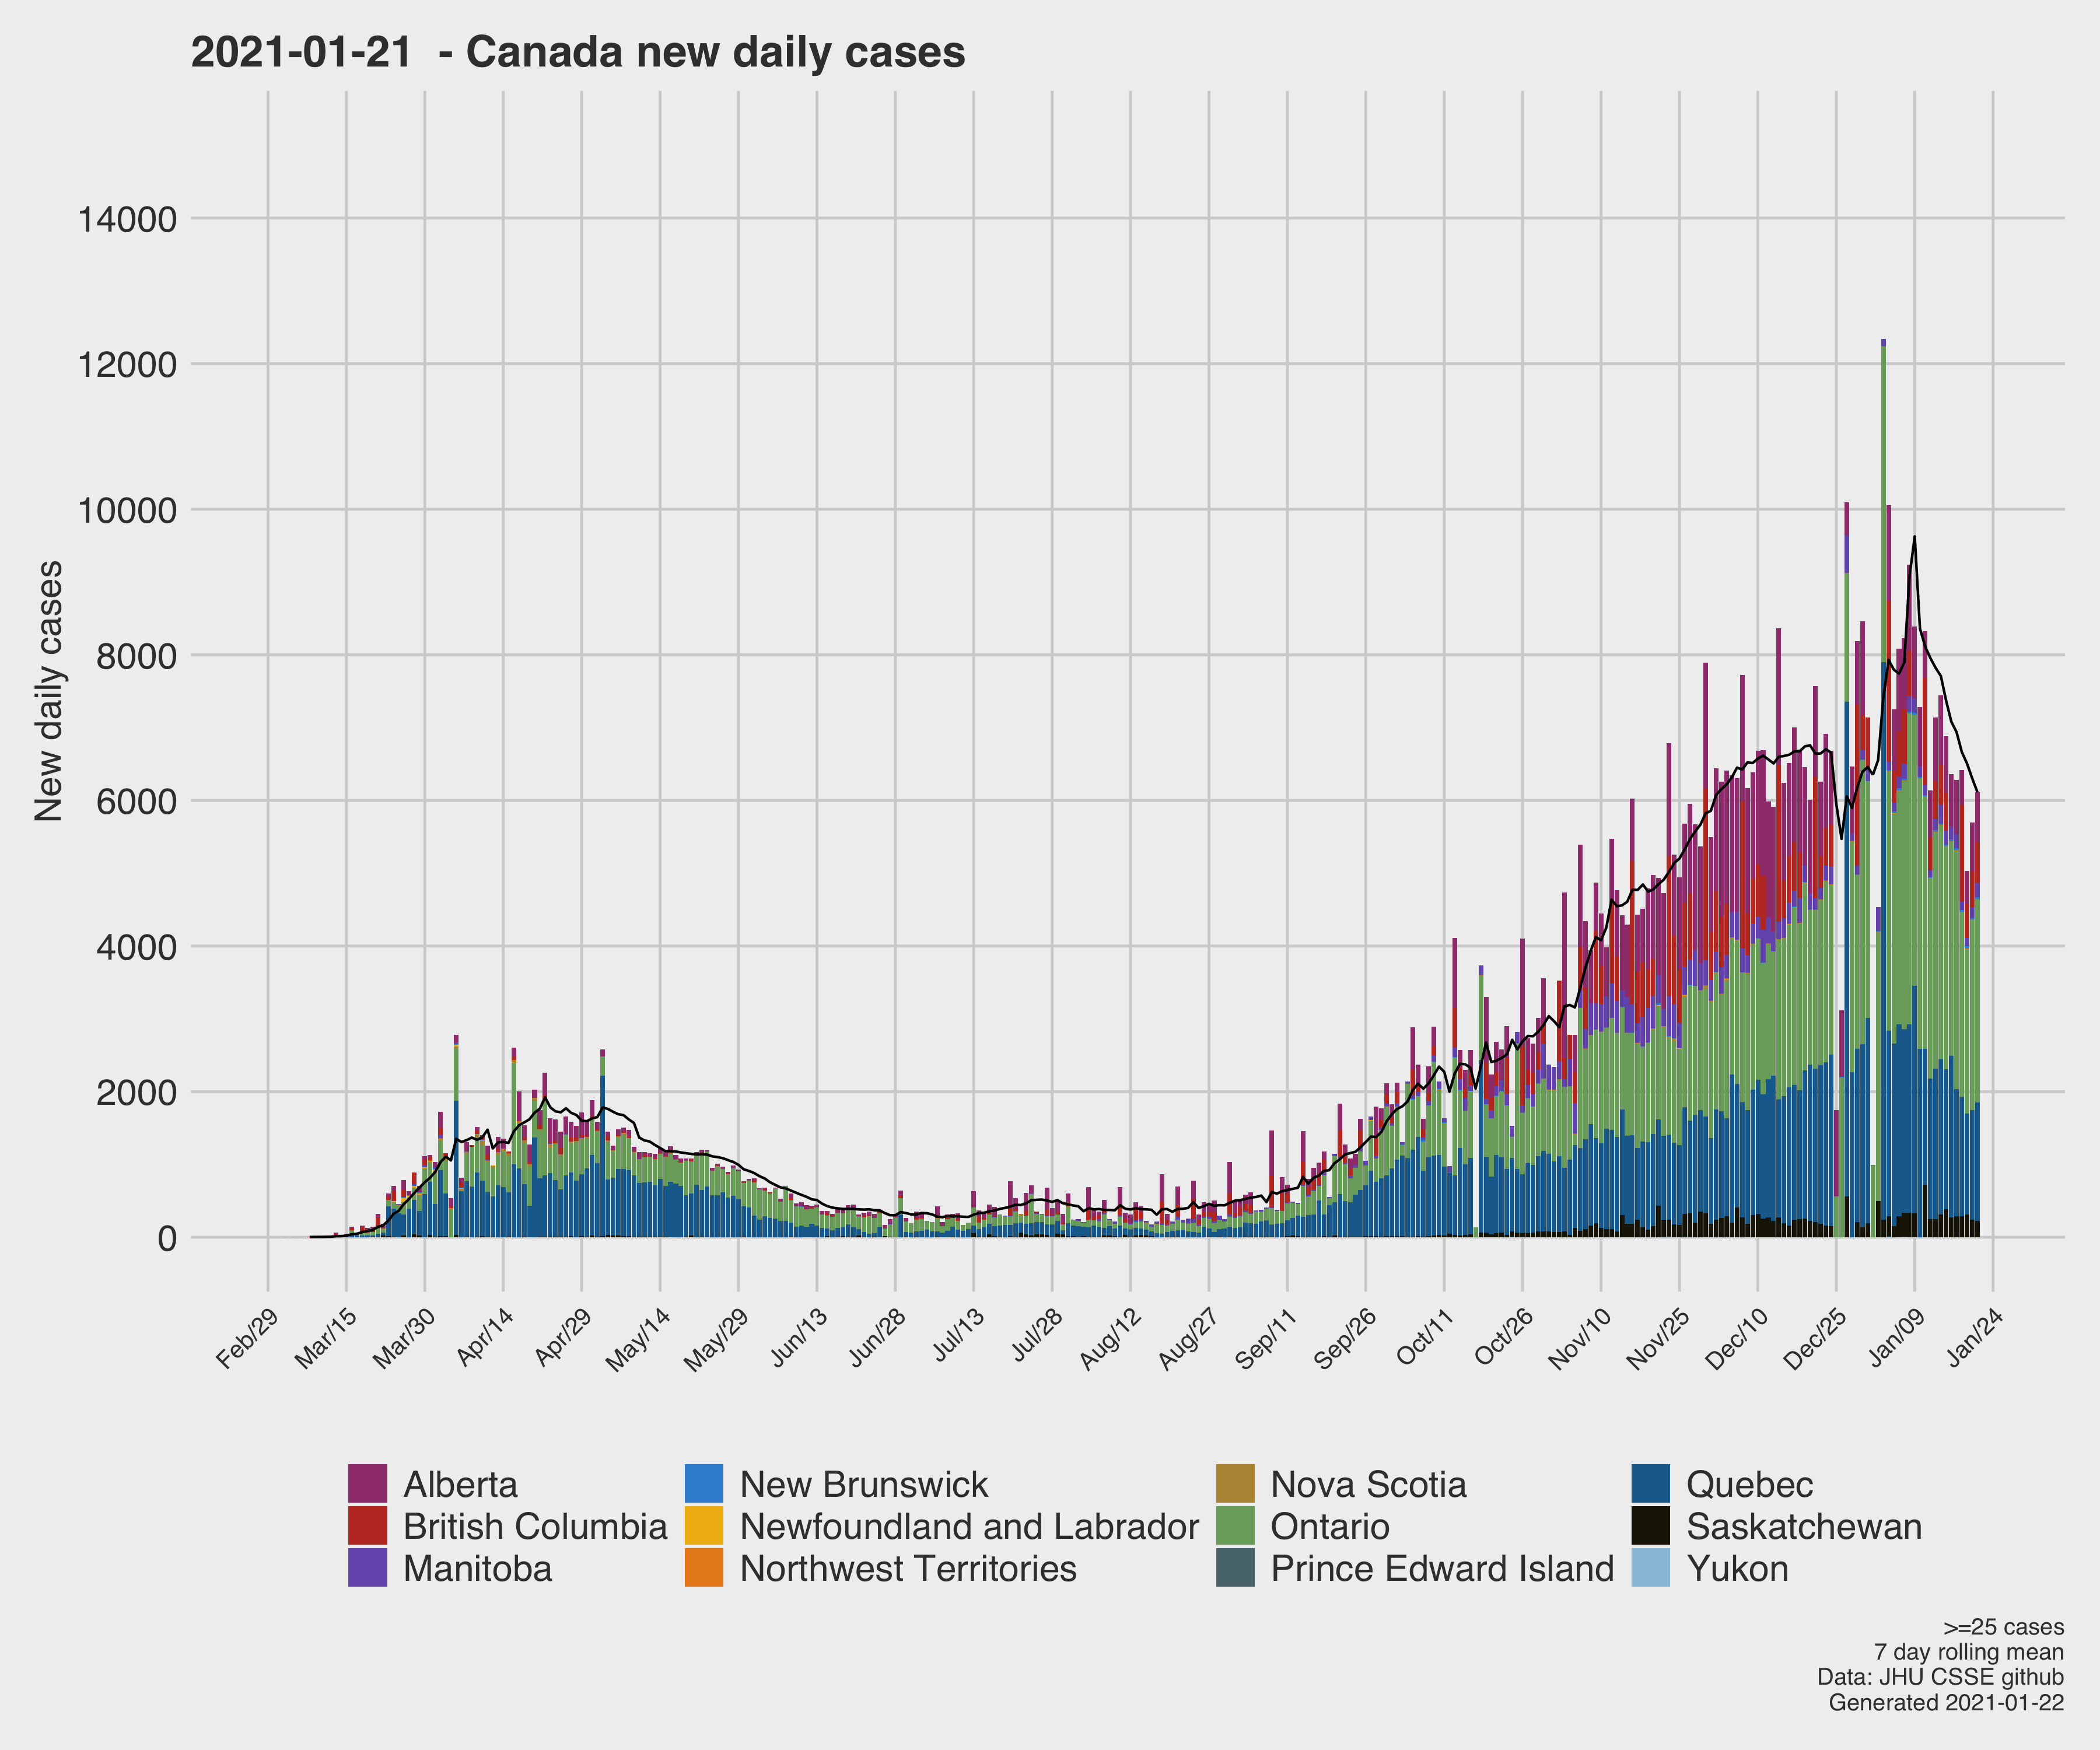 2021-01-21 - Canada new daily cases
New daily cases
14000
12000
10000
8000
6000
4000
2000
0
Feb/29 Mar/15 Mar/30 Apr/14 Apr/29 May/14 May/29 Jun/13 Jun/28 Jul/13 Jul/28 Aug/12 Aug/27 Sep/11 Sep/26 Oct/11 Oct/26 Nov/10 Nov/25 Dec/10 Dec/25 Jan/09 Jan/24
Alberta New Brunswick Nova Scotia Quebec
British Columbia Newfoundland and Labrador Ontario Saskatchewan
Manitoba Northwest Territories Prince Edward Island Yukon
>=25 cases
7 day rolling mean
Data: JHU CSSE github
Generated 2021-01-22